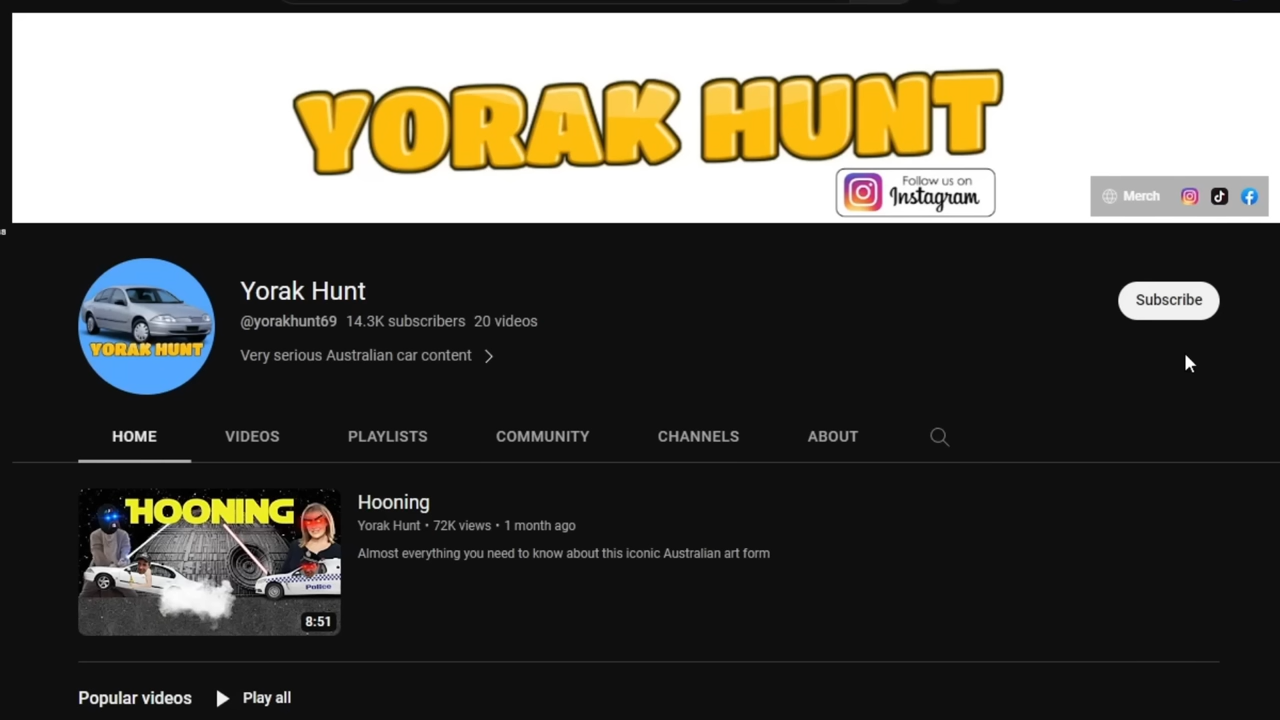 YORAK HUNT
Follow us on
Instagram
Merch
YORAK HUNT
Yorak Hunt
@yorakhunt69 14.3K subscribers 20 videos
Very serious Australian car content
Subscribe
HOME VIDEOS PLAYLISTS COMMUNITY CHANNELS ABOUT
HOONING
Police
8:51
Hooning
Yorak Hunt • 72K views • 1 month ago
Almost everything you need to know about this iconic Australian art form
Popular videos Play all